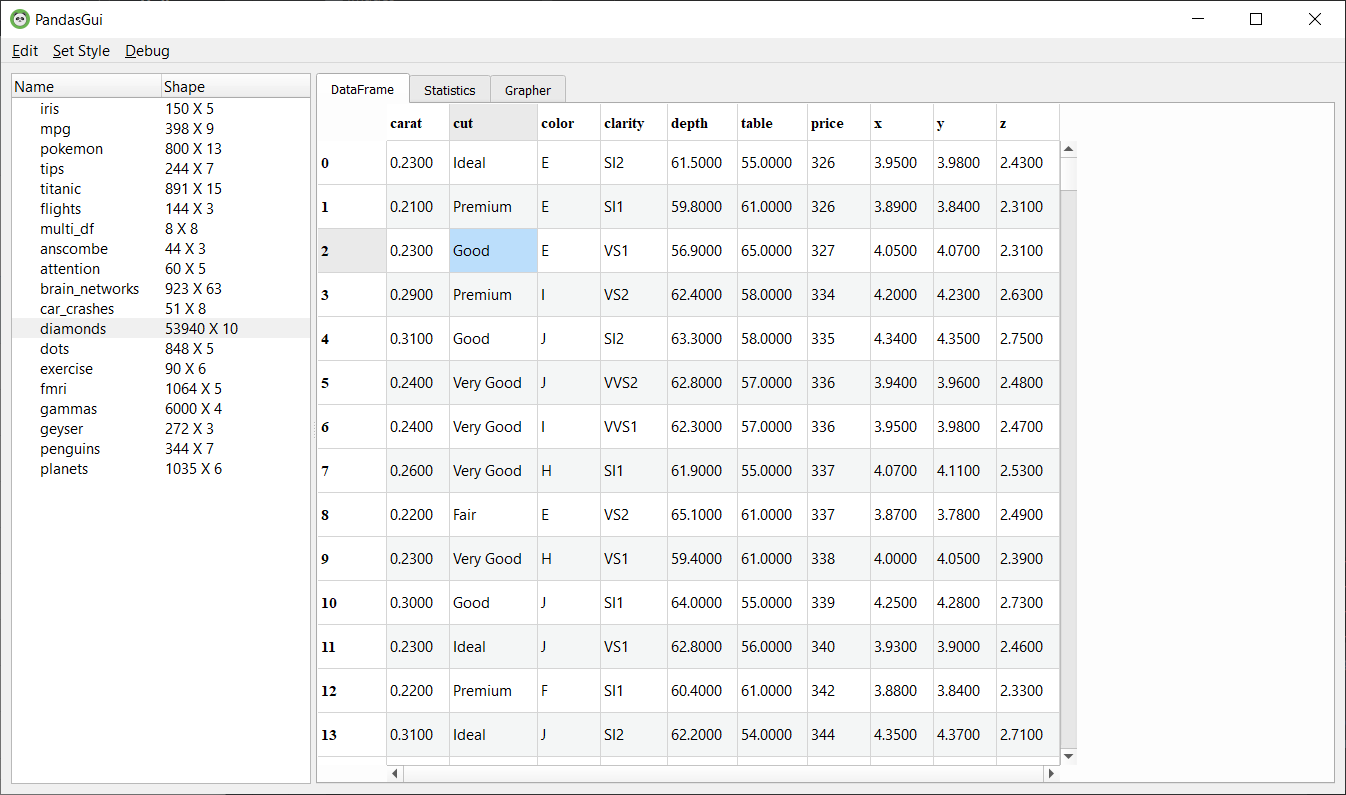 PandasGui
Edit Set Style Debug
Name Shape
iris 150 X 5
mpg 398 X 9
pokemon 800 X 13
tips 244 X 7
titanic 891 X 15
flights 144 X 3
multi_df 8 X 8
anscombe 44 X 3
attention 60 X 5
brain_networks 923 X 63
car_crashes 51 X 8
diamonds 53940 X 10
dots 848 X 5
exercise 90 X 6
fmri 1064 X 5
gammas 6000 X 4
geyser 272 X 3
penguins 344 X 7
planets 1035 X 6
DataFrame Statistics Grapher
carat cut color clarity depth table price x y z
0 0.2300 Ideal E SI2 61.5000 55.0000 326 3.9500 3.9800 2.4300
1 0.2100 Premium E SI1 59.8000 61.0000 326 3.8900 3.8400 2.3100
2 0.2300 Good E VS1 56.9000 65.0000 327 4.0500 4.0700 2.3100
3 0.2900 Premium I VS2 62.4000 58.0000 334 4.2000 4.2300 2.6300
4 0.3100 Good J SI2 63.3000 58.0000 335 4.3400 4.3500 2.7500
5 0.2400 Very Good J VVS2 62.8000 57.0000 336 3.9400 3.9600 2.4800
6 0.2400 Very Good I VVS1 62.3000 57.0000 336 3.9500 3.9800 2.4700
7 0.2600 Very Good H SI1 61.9000 55.0000 337 4.0700 4.1100 2.5300
8 0.2200 Fair E VS2 65.1000 61.0000 337 3.8700 3.7800 2.4900
9 0.2300 Very Good H VS1 59.4000 61.0000 338 4.0000 4.0500 2.3900
10 0.3000 Good J SI1 64.0000 55.0000 339 4.2500 4.2800 2.7300
11 0.2300 Ideal J VS1 62.8000 56.0000 340 3.9300 3.9000 2.4600
12 0.2200 Premium F SI1 60.4000 61.0000 342 3.8800 3.8400 2.3300
13 0.3100 Ideal J SI2 62.2000 54.0000 344 4.3500 4.3700 2.7100